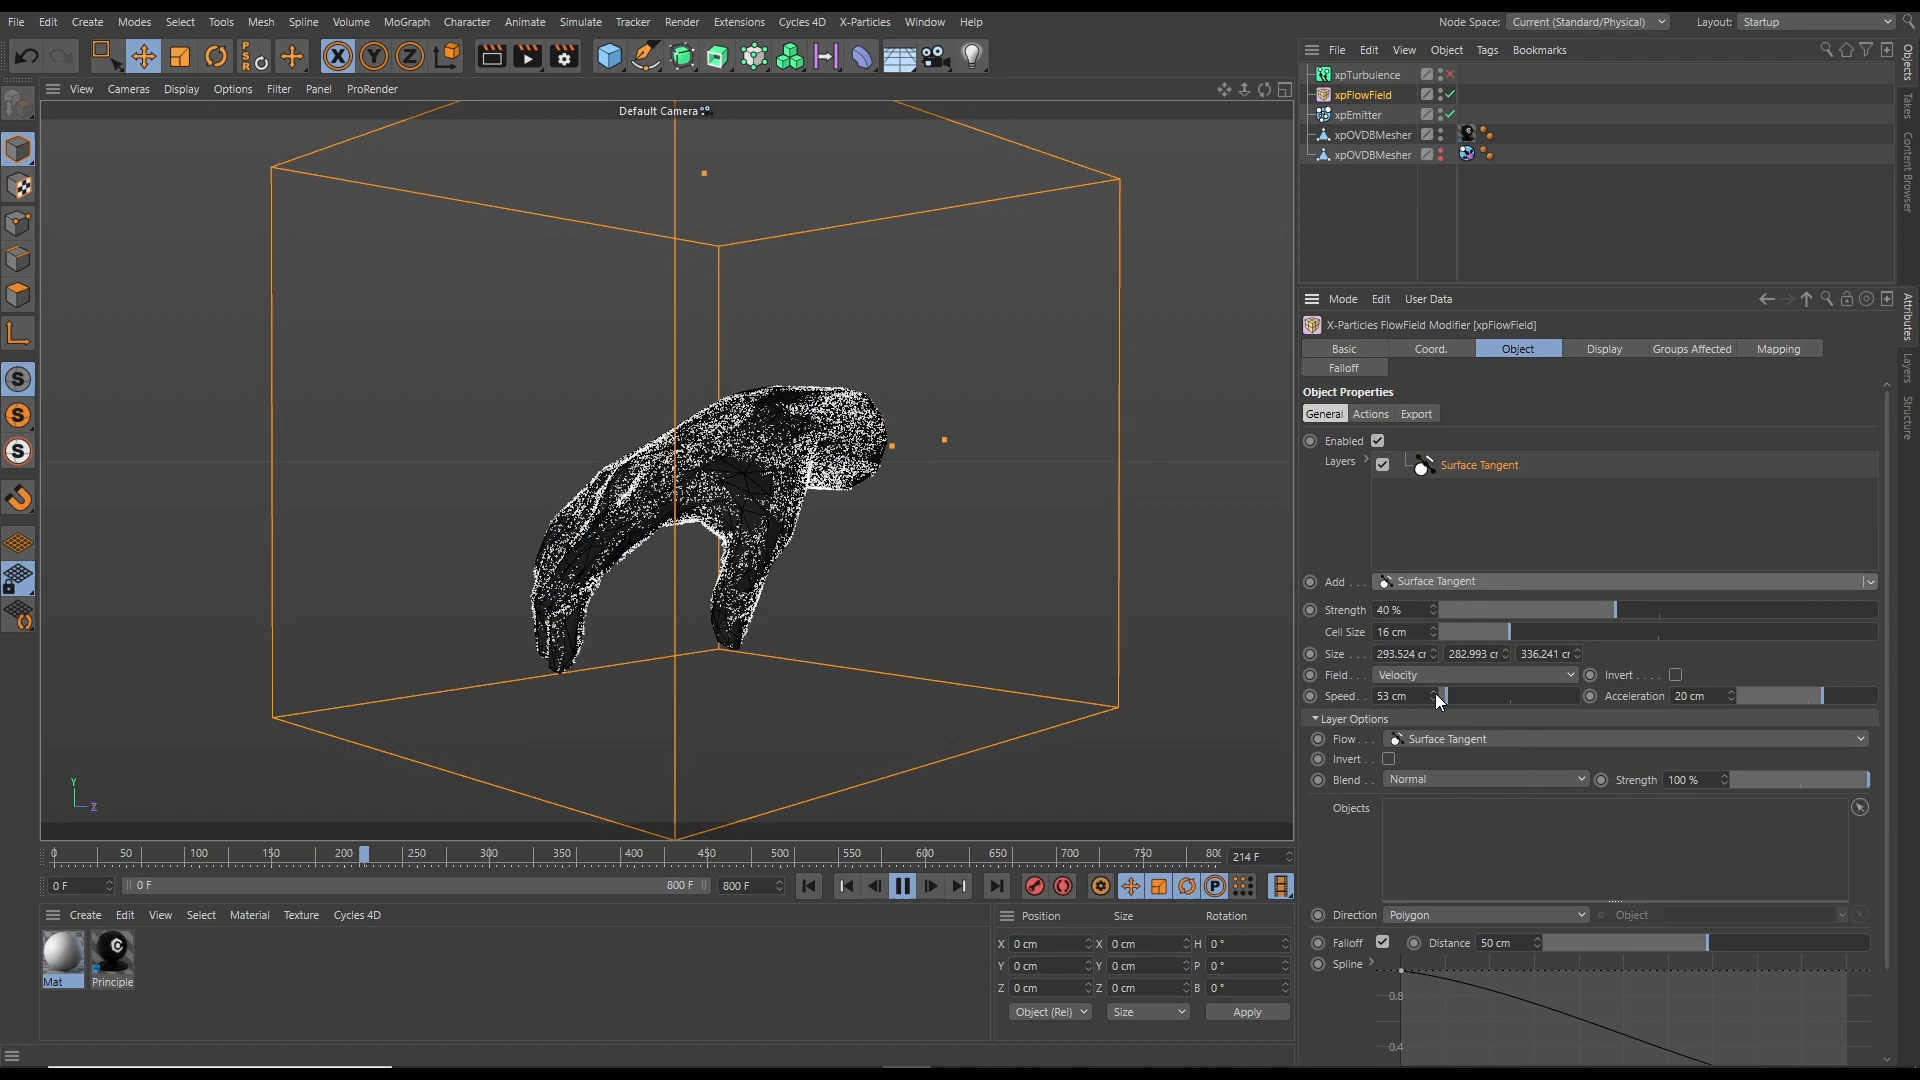 File Edit Create Modes Select Tools Mesh Spline Volume MoGraph Character Animate Simulate Tracker Render Extensions Cycles 4D X-Particles Window Help Node Space: Current (Standard/Physical) Layout: Startup
PSR X Y Z
File Edit View Object Tags Bookmarks
View Cameras Display Options Filter Panel ProRender
Default Camera
xpTurbulence
xpFlowField
xpEmitter
xpOVDBMesher
xpOVDBMesher
Objects
Takes
Content Browser
Mode Edit User Data
X-Particles FlowField Modifier [xpFlowField]
Basic Coord. Object Display Groups Affected Mapping
Falloff
Attributes
Layers
Structure
Object Properties
General Actions Export
Enabled
Layers Surface Tangent
Add . . . Surface Tangent
Strength 40 %
Cell Size 16 cm
Size . . . 293.524 cr 282.993 cr 336.241 cr
Field. . . Velocity Invert . . . .
Speed. . 53 cm Acceleration 20 cm
Layer Options
Flow. . . Surface Tangent
Invert. .
Blend . . Normal Strength 100 %
Objects
Direction Polygon Object
Falloff Distance 50 cm
Spline
0.8
0.4
S
S
S
Y
Z
0 50 100 150 200 250 300 350 400 450 500 550 600 650 700 750 80 214 F
0 F 0 F 800 F 800 F P
Create Edit View Select Material Texture Cycles 4D
Mat Principle
Position Size Rotation
X 0 cm X 0 cm H 0 °
Y 0 cm Y 0 cm P 0 °
Z 0 cm Z 0 cm B 0 °
Object (Rel) Size Apply